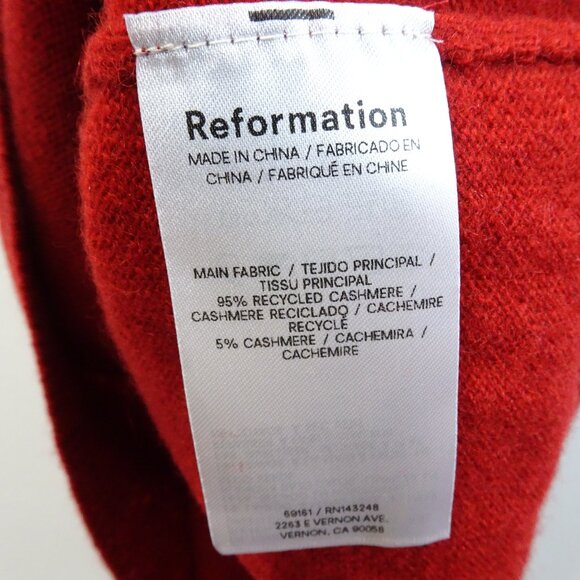 Reformation
MADE IN CHINA / FABRICADO EN
CHINA / FABRIQUÉ EN CHINE
MAIN FABRIC / TEJIDO PRINCIPAL /
TISSU PRINCIPAL
95% RECYCLED CASHMERE /
CASHMERE RECICLADO / CACHEMIRE
RECYCLÉ
5% CASHMERE / CACHEMIRA /
CACHEMIRE
69161 / RN143248
2263 E VERNON AVE.
VERNON, CA 90058